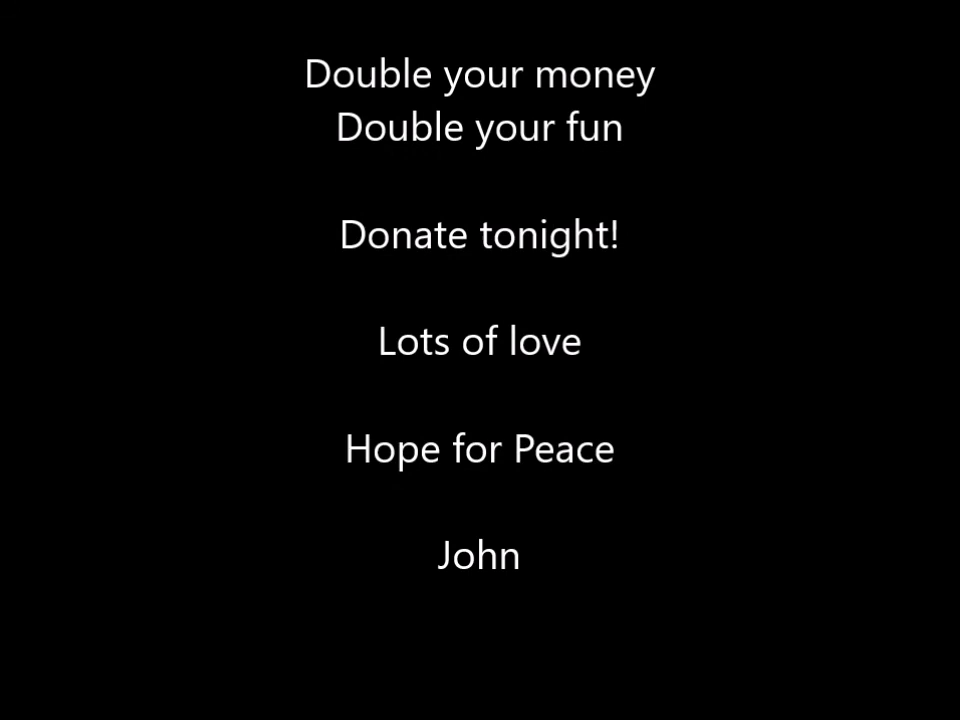 Double your money
Double your fun
Donate tonight!
Lots of love
Hope for Peace
John